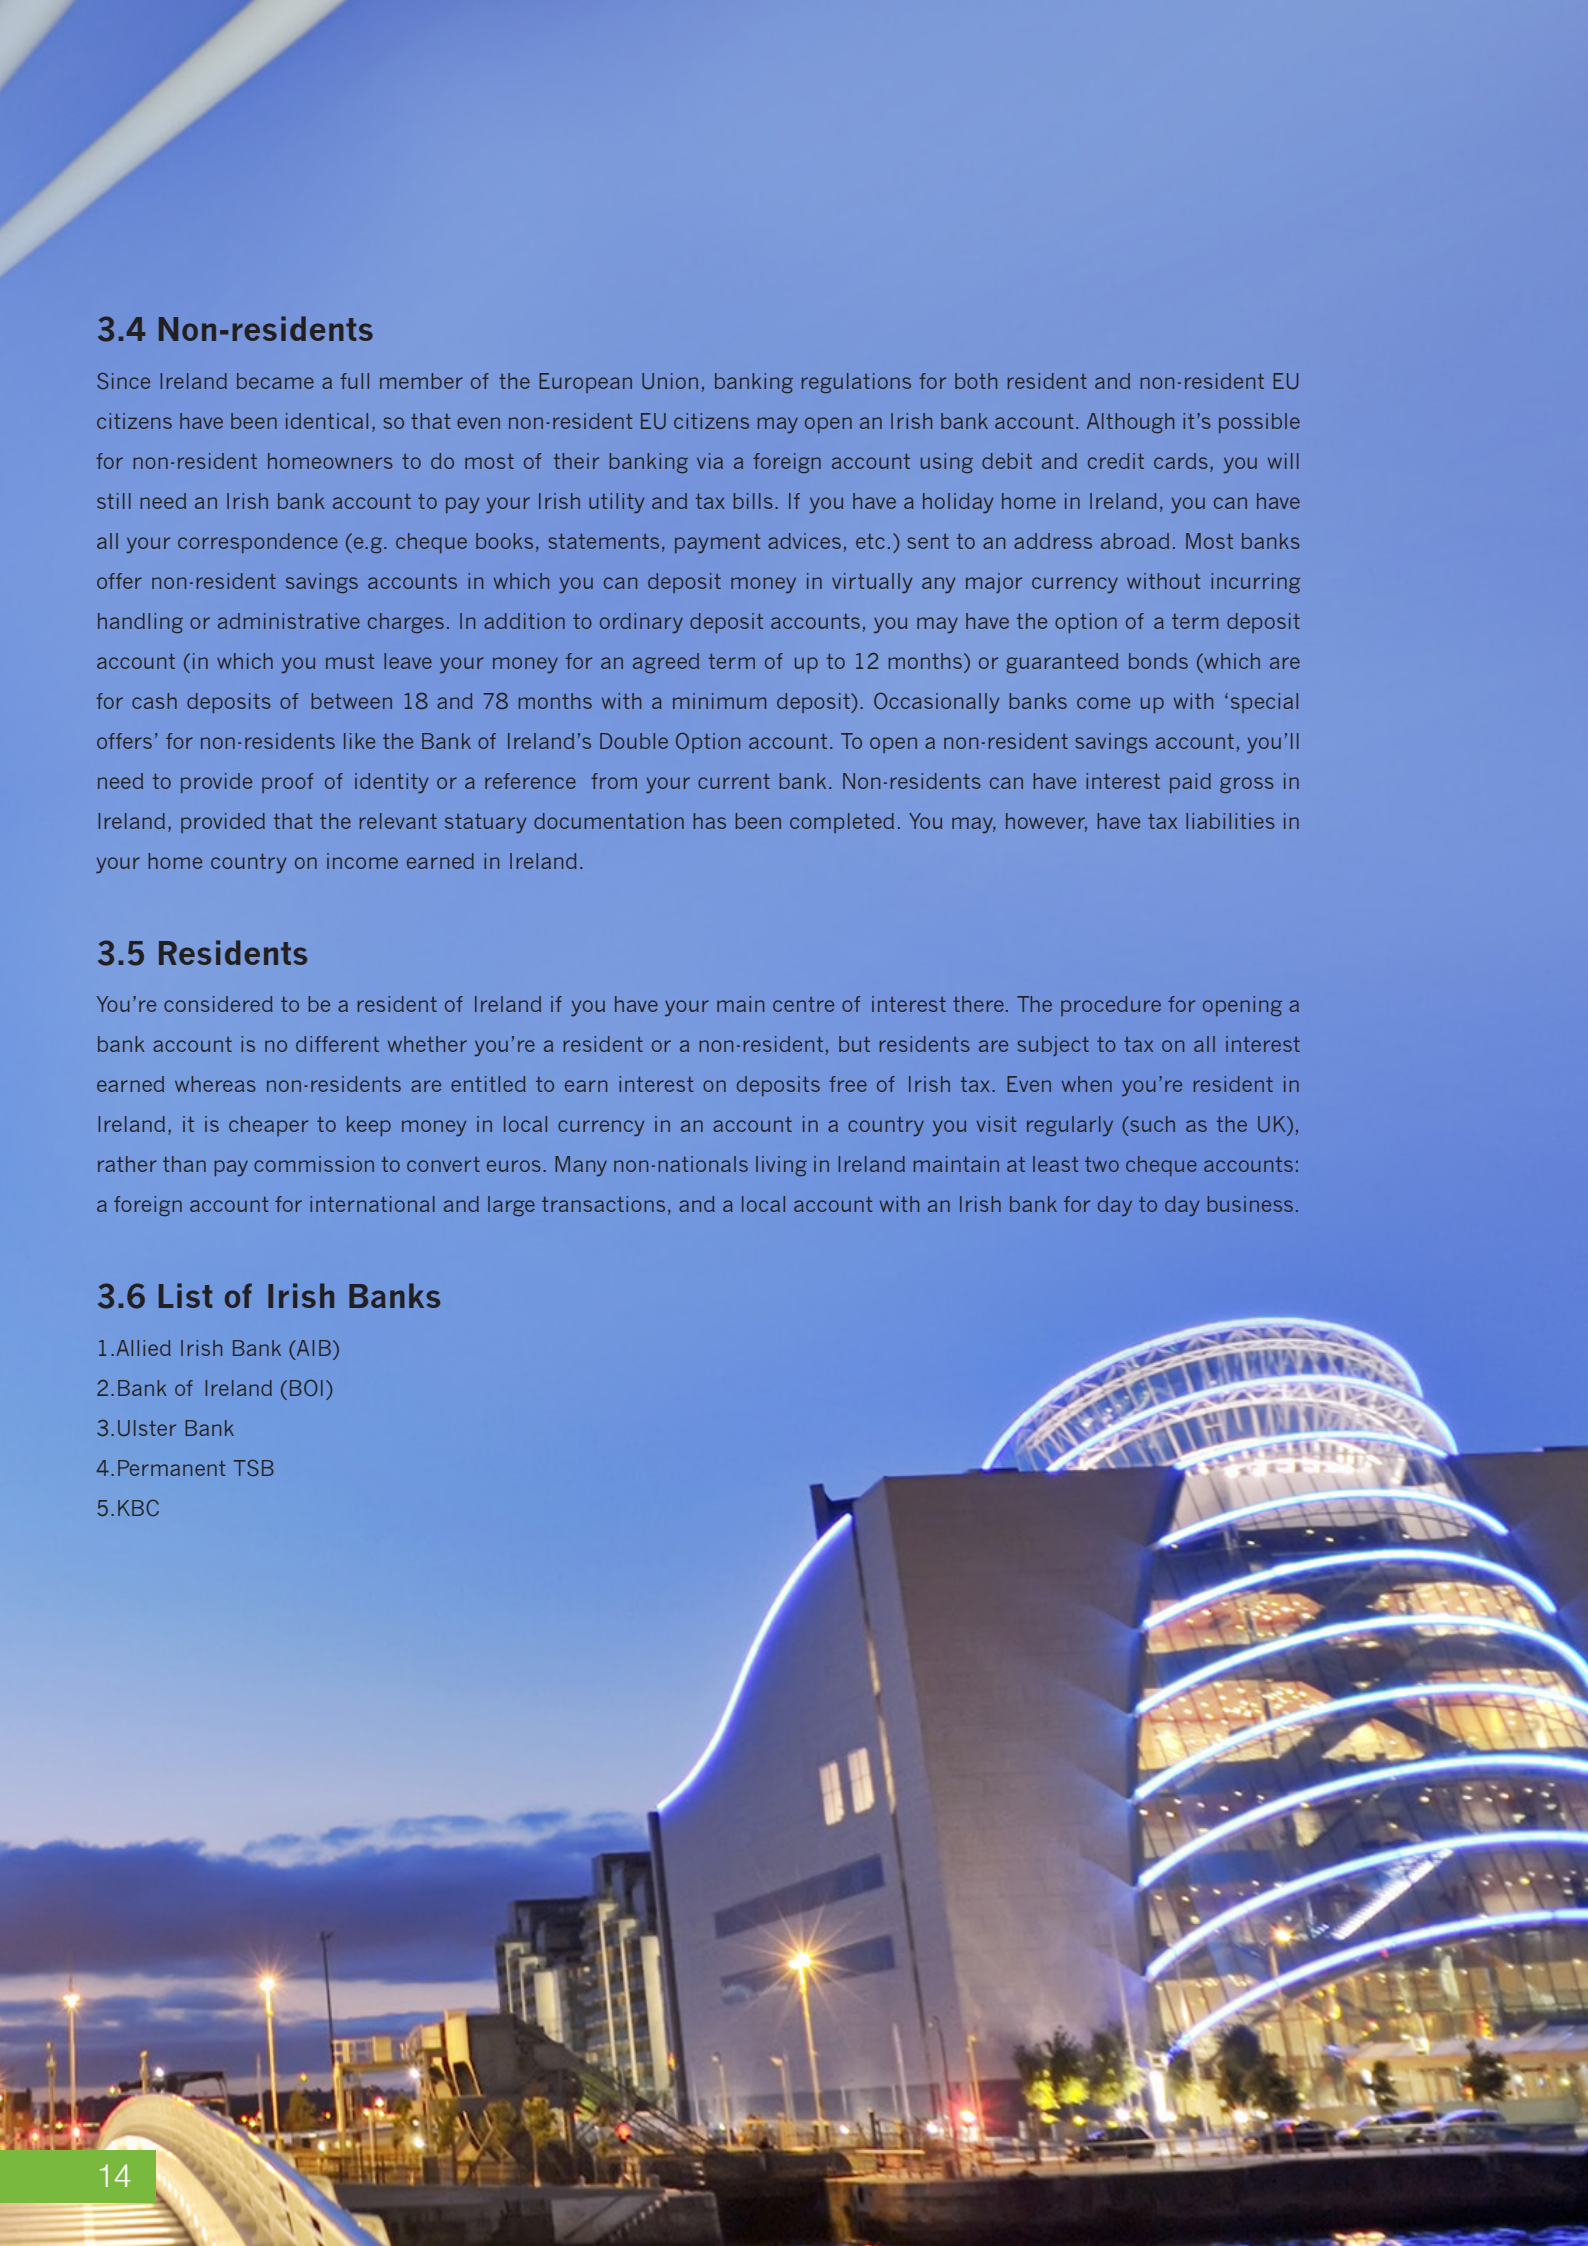 3.4 Non-residents
Since Ireland became a full member of the European Union, banking regulations for both resident and non-resident EU
citizens have been identical, so that even non-resident EU citizens may open an Irish bank account. Although it’s possible
for non-resident homeowners to do most of their banking via a foreign account using debit and credit cards, you will
still need an Irish bank account to pay your Irish utility and tax bills. If you have a holiday home in Ireland, you can have
all your correspondence (e.g. cheque books, statements, payment advices, etc.) sent to an address abroad. Most banks
offer non-resident savings accounts in which you can deposit money in virtually any major currency without incurring
handling or administrative charges. In addition to ordinary deposit accounts, you may have the option of a term deposit
account (in which you must leave your money for an agreed term of up to 12 months) or guaranteed bonds (which are
for cash deposits of between 18 and 78 months with a minimum deposit). Occasionally banks come up with ‘special
offers’ for non-residents like the Bank of Ireland’s Double Option account. To open a non-resident savings account, you’ll
need to provide proof of identity or a reference from your current bank. Non-residents can have interest paid gross in
Ireland, provided that the relevant statuary documentation has been completed. You may, however, have tax liabilities in
your home country on income earned in Ireland.
3.5 Residents
You’re considered to be a resident of Ireland if you have your main centre of interest there. The procedure for opening a
bank account is no different whether you’re a resident or a non-resident, but residents are subject to tax on all interest
earned whereas non-residents are entitled to earn interest on deposits free of Irish tax. Even when you’re resident in
Ireland, it is cheaper to keep money in local currency in an account in a country you visit regularly (such as the UK),
rather than pay commission to convert euros. Many non-nationals living in Ireland maintain at least two cheque accounts:
a foreign account for international and large transactions, and a local account with an Irish bank for day to day business.
3.6 List of Irish Banks
1.Allied Irish Bank (AIB)
2.Bank of Ireland (BOI)
3.Ulster Bank
4.Permanent TSB
5.KBC
14